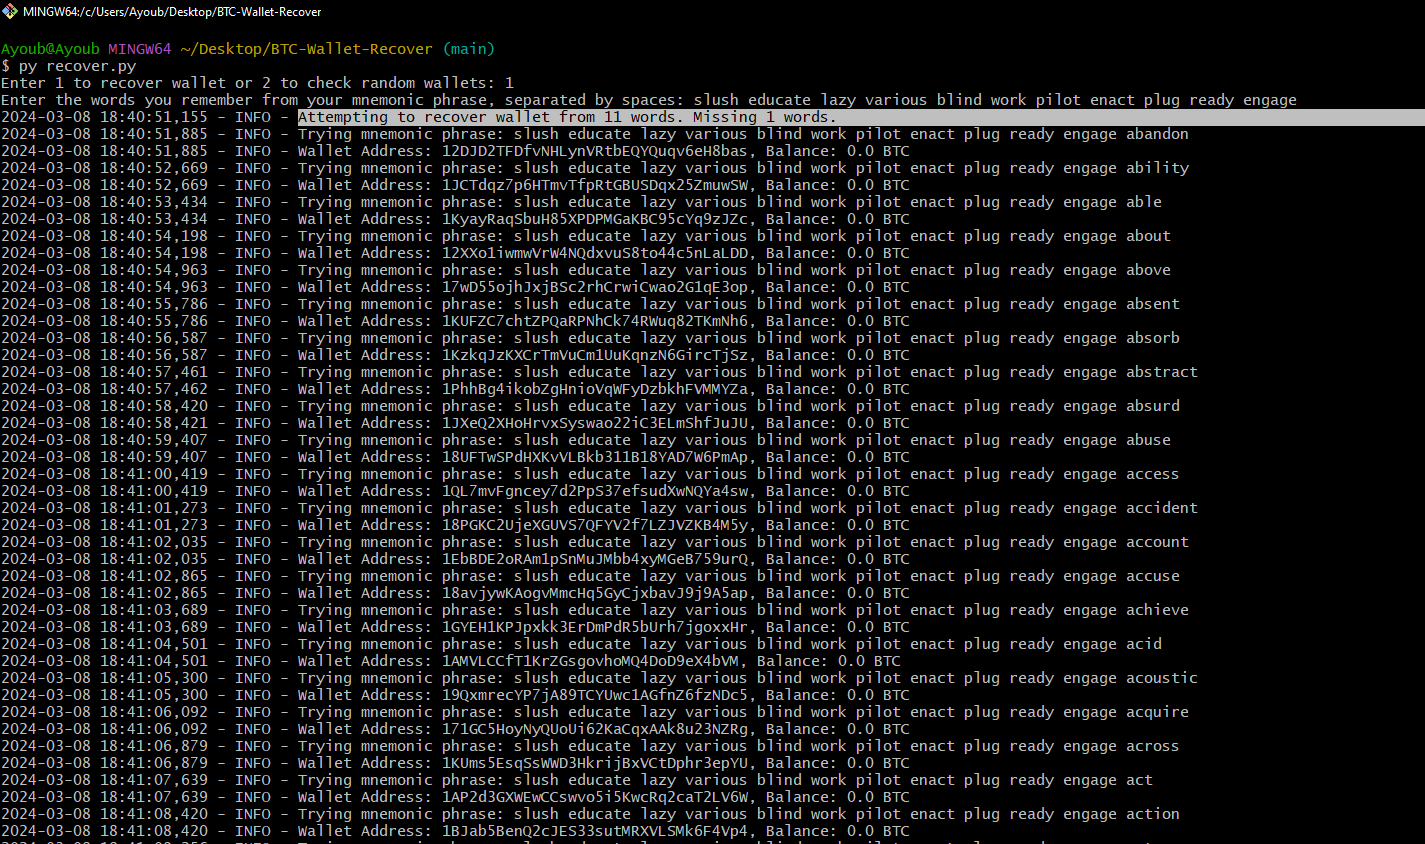 MINGW64:/c/Users/Ayoub/Desktop/BTC-Wallet-Recover
Ayoub@Ayoub MINGW64 ~/Desktop/BTC-Wallet-Recover (main)
$ py recover.py
Enter 1 to recover wallet or 2 to check random wallets: 1
Enter the words you remember from your mnemonic phrase, separated by spaces: slush educate lazy various blind work pilot enact plug ready engage
2024-03-08 18:40:51,155 - INFO - Attempting to recover wallet from 11 words. Missing 1 words.
2024-03-08 18:40:51,885 - INFO - Trying mnemonic phrase: slush educate lazy various blind work pilot enact plug ready engage abandon
2024-03-08 18:40:51,885 - INFO - Wallet Address: 12DJD2TFDfvNHLynVRtbEQYQuqv6eH8bas, Balance: 0.0 BTC
2024-03-08 18:40:52,669 - INFO - Trying mnemonic phrase: slush educate lazy various blind work pilot enact plug ready engage ability
2024-03-08 18:40:52,669 - INFO - Wallet Address: 1JCTdqz7p6HTmvTfpRtGBUSDqx25ZmuwSW, Balance: 0.0 BTC
2024-03-08 18:40:53,434 - INFO - Trying mnemonic phrase: slush educate lazy various blind work pilot enact plug ready engage able
2024-03-08 18:40:53,434 - INFO - Wallet Address: 1KyayRaqSbuH85XPDPMGaKBC95cYq9zJZc, Balance: 0.0 BTC
2024-03-08 18:40:54,198 - INFO - Trying mnemonic phrase: slush educate lazy various blind work pilot enact plug ready engage about
2024-03-08 18:40:54,198 - INFO - Wallet Address: 12XXo1iwmwVrW4NQdxvuS8to44c5nLaLDD, Balance: 0.0 BTC
2024-03-08 18:40:54,963 - INFO - Trying mnemonic phrase: slush educate lazy various blind work pilot enact plug ready engage above
2024-03-08 18:40:54,963 - INFO - Wallet Address: 17wD55ojhJxjBSc2rhCrwiCwao2G1qE3op, Balance: 0.0 BTC
2024-03-08 18:40:55,786 - INFO - Trying mnemonic phrase: slush educate lazy various blind work pilot enact plug ready engage absent
2024-03-08 18:40:55,786 - INFO - Wallet Address: 1KUFZC7chtZPQaRPNhCk74RWuq82TKmNh6, Balance: 0.0 BTC
2024-03-08 18:40:56,587 - INFO - Trying mnemonic phrase: slush educate lazy various blind work pilot enact plug ready engage absorb
2024-03-08 18:40:56,587 - INFO - Wallet Address: 1KzkqJzKXCrTmVuCm1UuKqnzN6GircTjSz, Balance: 0.0 BTC
2024-03-08 18:40:57,461 - INFO - Trying mnemonic phrase: slush educate lazy various blind work pilot enact plug ready engage abstract
2024-03-08 18:40:57,462 - INFO - Wallet Address: 1PhhBg4ikobZgHnioVqWFyDzbkhFVMMYZa, Balance: 0.0 BTC
2024-03-08 18:40:58,420 - INFO - Trying mnemonic phrase: slush educate lazy various blind work pilot enact plug ready engage absurd
2024-03-08 18:40:58,421 - INFO - Wallet Address: 1JXeQ2XHoHrvxSyswao22iC3ELmShfJuJU, Balance: 0.0 BTC
2024-03-08 18:40:59,407 - INFO - Trying mnemonic phrase: slush educate lazy various blind work pilot enact plug ready engage abuse
2024-03-08 18:40:59,407 - INFO - Wallet Address: 18UFTwSPdHXKvVLBkb311B18YAD7W6PmAp, Balance: 0.0 BTC
2024-03-08 18:41:00,419 - INFO - Trying mnemonic phrase: slush educate lazy various blind work pilot enact plug ready engage access
2024-03-08 18:41:00,419 - INFO - Wallet Address: 1QL7mvFgncey7d2PpS37efsudXwNQYa4sw, Balance: 0.0 BTC
2024-03-08 18:41:01,273 - INFO - Trying mnemonic phrase: slush educate lazy various blind work pilot enact plug ready engage accident
2024-03-08 18:41:01,273 - INFO - Wallet Address: 18PGKC2UjeXGUVS7QFYV2f7LZJVZKB4M5y, Balance: 0.0 BTC
2024-03-08 18:41:02,035 - INFO - Trying mnemonic phrase: slush educate lazy various blind work pilot enact plug ready engage account
2024-03-08 18:41:02,035 - INFO - Wallet Address: 1EbBDE2oRAm1pSnMuJMbb4xyMGeB759urQ, Balance: 0.0 BTC
2024-03-08 18:41:02,865 - INFO - Trying mnemonic phrase: slush educate lazy various blind work pilot enact plug ready engage accuse
2024-03-08 18:41:02,865 - INFO - Wallet Address: 18avjywKAogvMmcHq5GyCjxbavJ9j9A5ap, Balance: 0.0 BTC
2024-03-08 18:41:03,689 - INFO - Trying mnemonic phrase: slush educate lazy various blind work pilot enact plug ready engage achieve
2024-03-08 18:41:03,689 - INFO - Wallet Address: 1GYEH1KPJpxkk3ErDmPdR5bUrh7jgoxxHr, Balance: 0.0 BTC
2024-03-08 18:41:04,501 - INFO - Trying mnemonic phrase: slush educate lazy various blind work pilot enact plug ready engage acid
2024-03-08 18:41:04,501 - INFO - Wallet Address: 1AMVLCCfT1KrZGsgovhoMQ4DoD9eX4bVM, Balance: 0.0 BTC
2024-03-08 18:41:05,300 - INFO - Trying mnemonic phrase: slush educate lazy various blind work pilot enact plug ready engage acoustic
2024-03-08 18:41:05,300 - INFO - Wallet Address: 19QxmrecYP7jA89TCYUwc1AGfnZ6fzNDc5, Balance: 0.0 BTC
2024-03-08 18:41:06,092 - INFO - Trying mnemonic phrase: slush educate lazy various blind work pilot enact plug ready engage acquire
2024-03-08 18:41:06,092 - INFO - Wallet Address: 171GC5HoyNyQUoUi62KaCqxAAk8u23NZRg, Balance: 0.0 BTC
2024-03-08 18:41:06,879 - INFO - Trying mnemonic phrase: slush educate lazy various blind work pilot enact plug ready engage across
2024-03-08 18:41:06,879 - INFO - Wallet Address: 1KUms5EsqSsWWD3HkrijBxVCtDphr3epYU, Balance: 0.0 BTC
2024-03-08 18:41:07,639 - INFO - Trying mnemonic phrase: slush educate lazy various blind work pilot enact plug ready engage act
2024-03-08 18:41:07,639 - INFO - Wallet Address: 1AP2d3GXWEwCCswvo5i5KwcRq2caT2LV6W, Balance: 0.0 BTC
2024-03-08 18:41:08,420 - INFO - Trying mnemonic phrase: slush educate lazy various blind work pilot enact plug ready engage action
2024-03-08 18:41:08,420 - INFO - Wallet Address: 1BJab5BenQ2cJES33sutMRXVLSMk6F4Vp4, Balance: 0.0 BTC